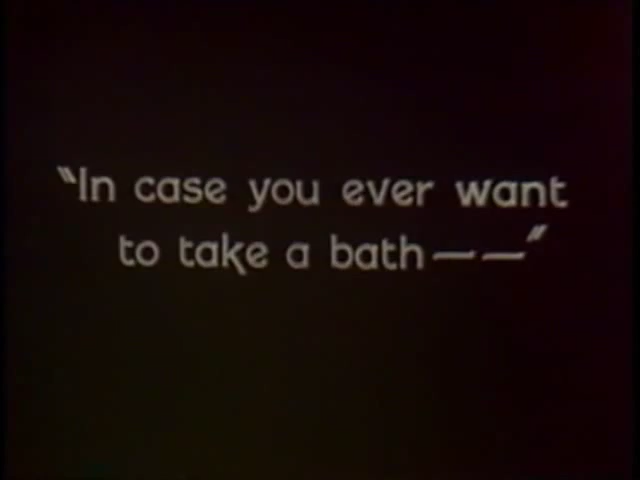 "In case you ever want
to take a bath — —"